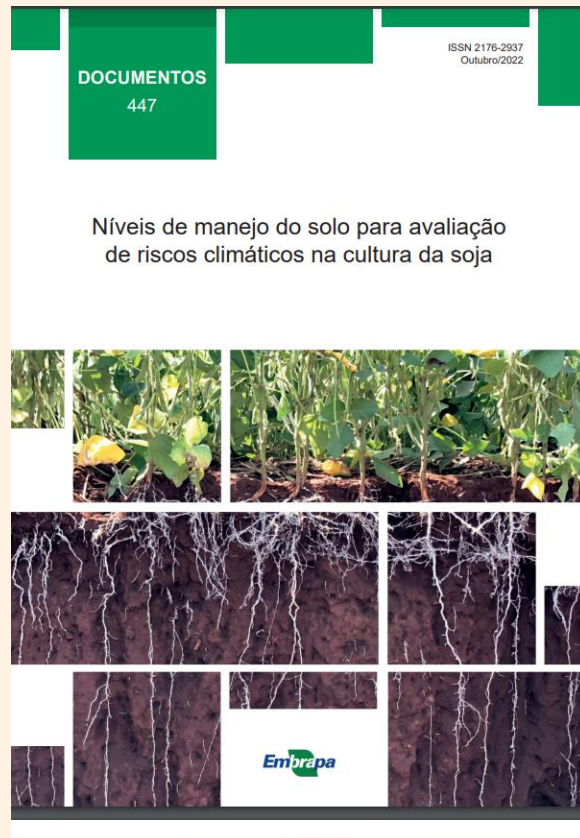 DOCUMENTOS
447
ISSN 2176-2937
Outubro/2022
Níveis de manejo do solo para avaliação
de riscos climáticos na cultura da soja
Embrapa